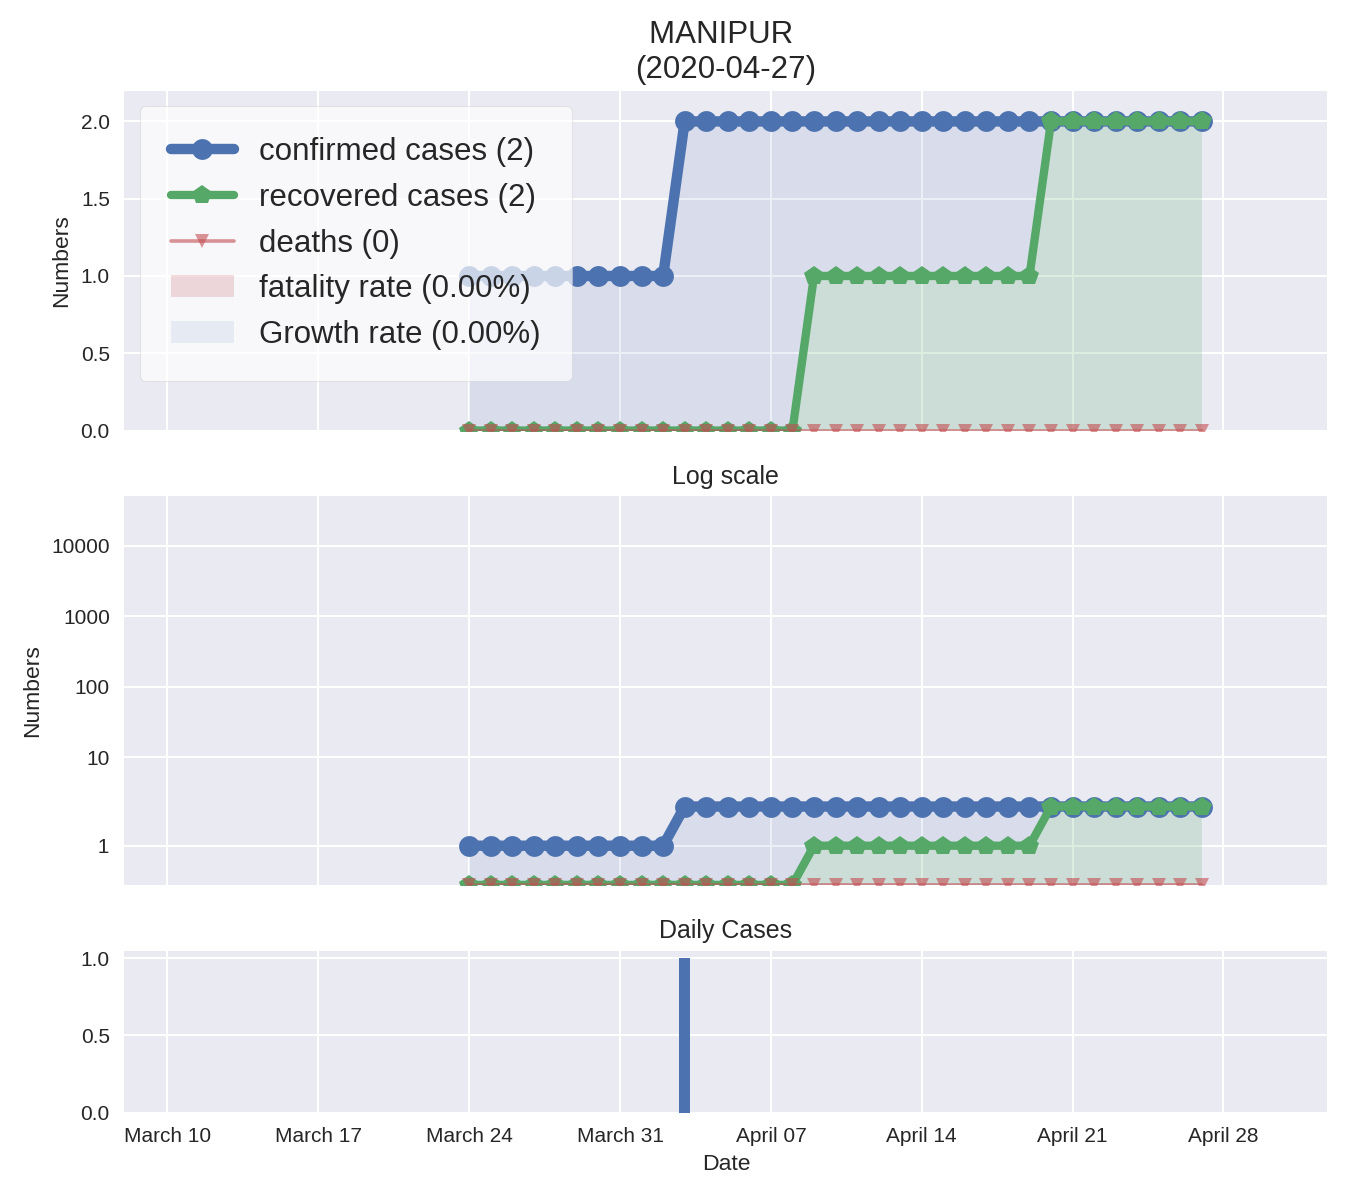 MANIPUR
(2020-04-27)
2.0
1.5
1.0
0.5
0.0
Numbers
confirmed cases (2)
recovered cases (2)
deaths (0)
fatality rate (0.00%)
Growth rate (0.00%)
Log scale
10000
1000
100
10
1
Numbers
Daily Cases
1.0
0.5
0.0
March 10 March 17 March 24 March 31 April 07 April 14 April 21 April 28
Date